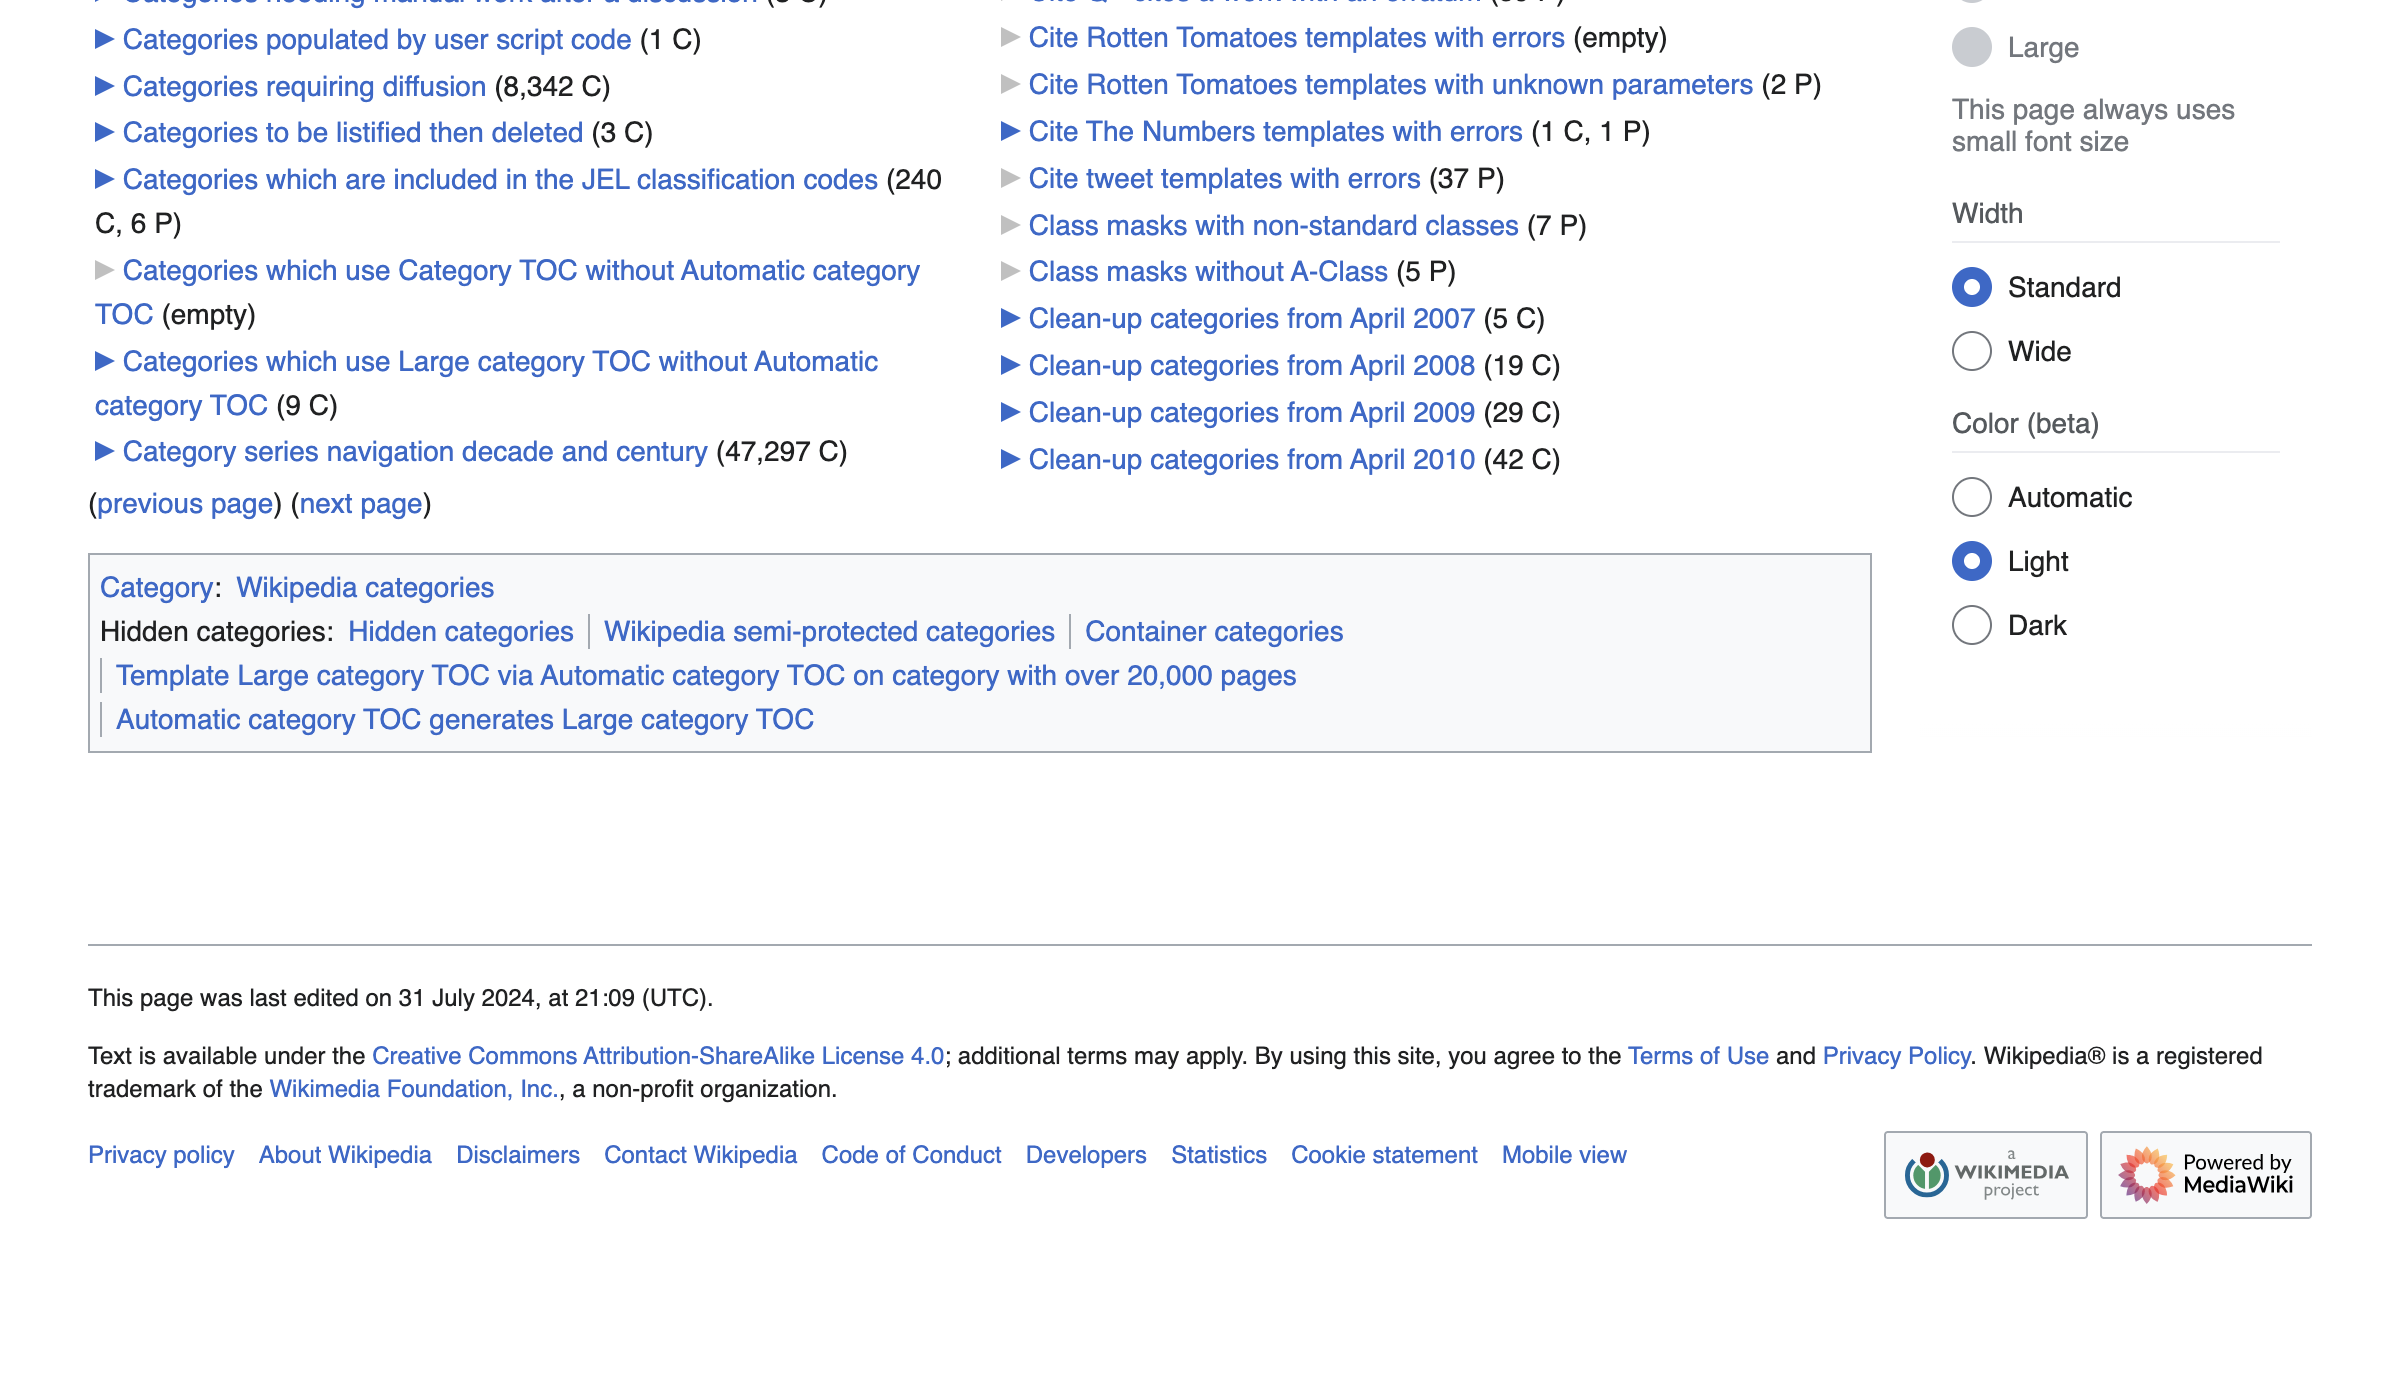 Categories needing manual work after a discussion
Categories populated by user script code (1 C)
Categories requiring diffusion (8,342 C)
Categories to be listified then deleted (3 C)
Categories which are included in the JEL classification codes (240
C, 6 P)
Categories which use Category TOC without Automatic category
TOC (empty)
Categories which use Large category TOC without Automatic
category TOC (9 C)
Category series navigation decade and century (47,297 C)
Cite Q - cites a work with an erratum
Cite Rotten Tomatoes templates with errors (empty)
Cite Rotten Tomatoes templates with unknown parameters (2 P)
Cite The Numbers templates with errors (1 C, 1 P)
Cite tweet templates with errors (37 P)
Class masks with non-standard classes (7 P)
Class masks without A-Class (5 P)
Clean-up categories from April 2007 (5 C)
Clean-up categories from April 2008 (19 C)
Clean-up categories from April 2009 (29 C)
Clean-up categories from April 2010 (42 C)
(previous page) (next page)
Category: Wikipedia categories
Hidden categories: Hidden categories | Wikipedia semi-protected categories | Container categories
| Template Large category TOC via Automatic category TOC on category with over 20,000 pages
| Automatic category TOC generates Large category TOC
Large
This page always uses
small font size
Width
Standard
Wide
Color (beta)
Automatic
Light
Dark
This page was last edited on 31 July 2024, at 21:09 (UTC).
Text is available under the Creative Commons Attribution-ShareAlike License 4.0; additional terms may apply. By using this site, you agree to the Terms of Use and Privacy Policy. Wikipedia® is a registered
trademark of the Wikimedia Foundation, Inc., a non-profit organization.
Privacy policy About Wikipedia Disclaimers Contact Wikipedia Code of Conduct Developers Statistics Cookie statement Mobile view
a
WIKIMEDIA
project
Powered by
MediaWiki